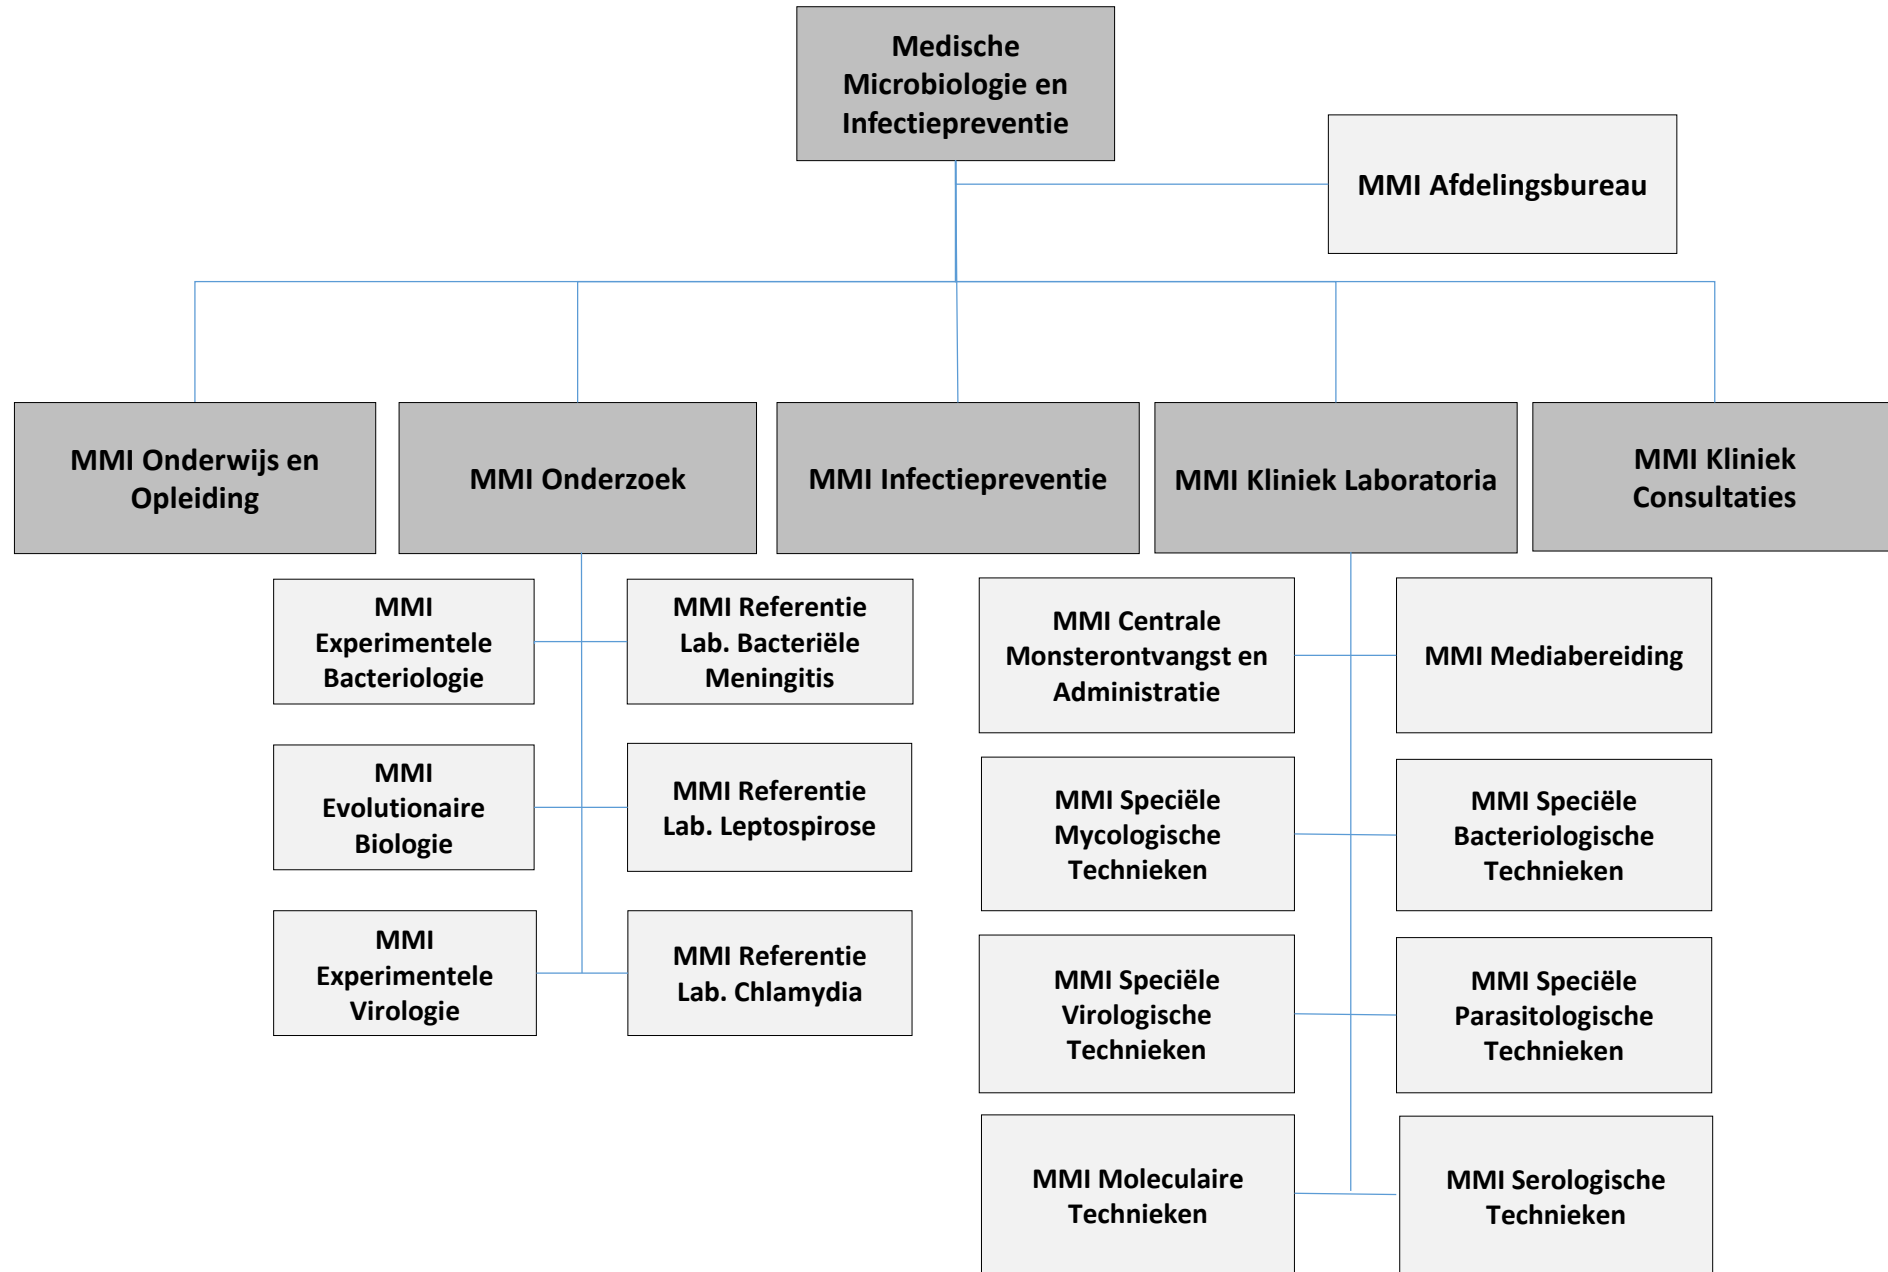 Medische
Microbiologie en
Infectiepreventie
MMI Afdelingsbureau
MMI Onderwijs en
Opleiding
MMI Onderzoek
MMI Infectiepreventie
MMI Kliniek Laboratoria
MMI Kliniek
Consultaties
MMI
Experimentele
Bacteriologie
MMI Referentie
Lab. Bacteriële
Meningitis
MMI Centrale
Monsterontvangst en
Administratie
MMI Mediabereiding
MMI
Evolutionaire
Biologie
MMI Referentie
Lab. Leptospirose
MMI Speciële
Mycologische
Technieken
MMI Speciële
Bacteriologische
Technieken
MMI
Experimentele
Virologie
MMI Referentie
Lab. Chlamydia
MMI Speciële
Virologische
Technieken
MMI Speciële
Parasitologische
Technieken
MMI Moleculaire
Technieken
MMI Serologische
Technieken